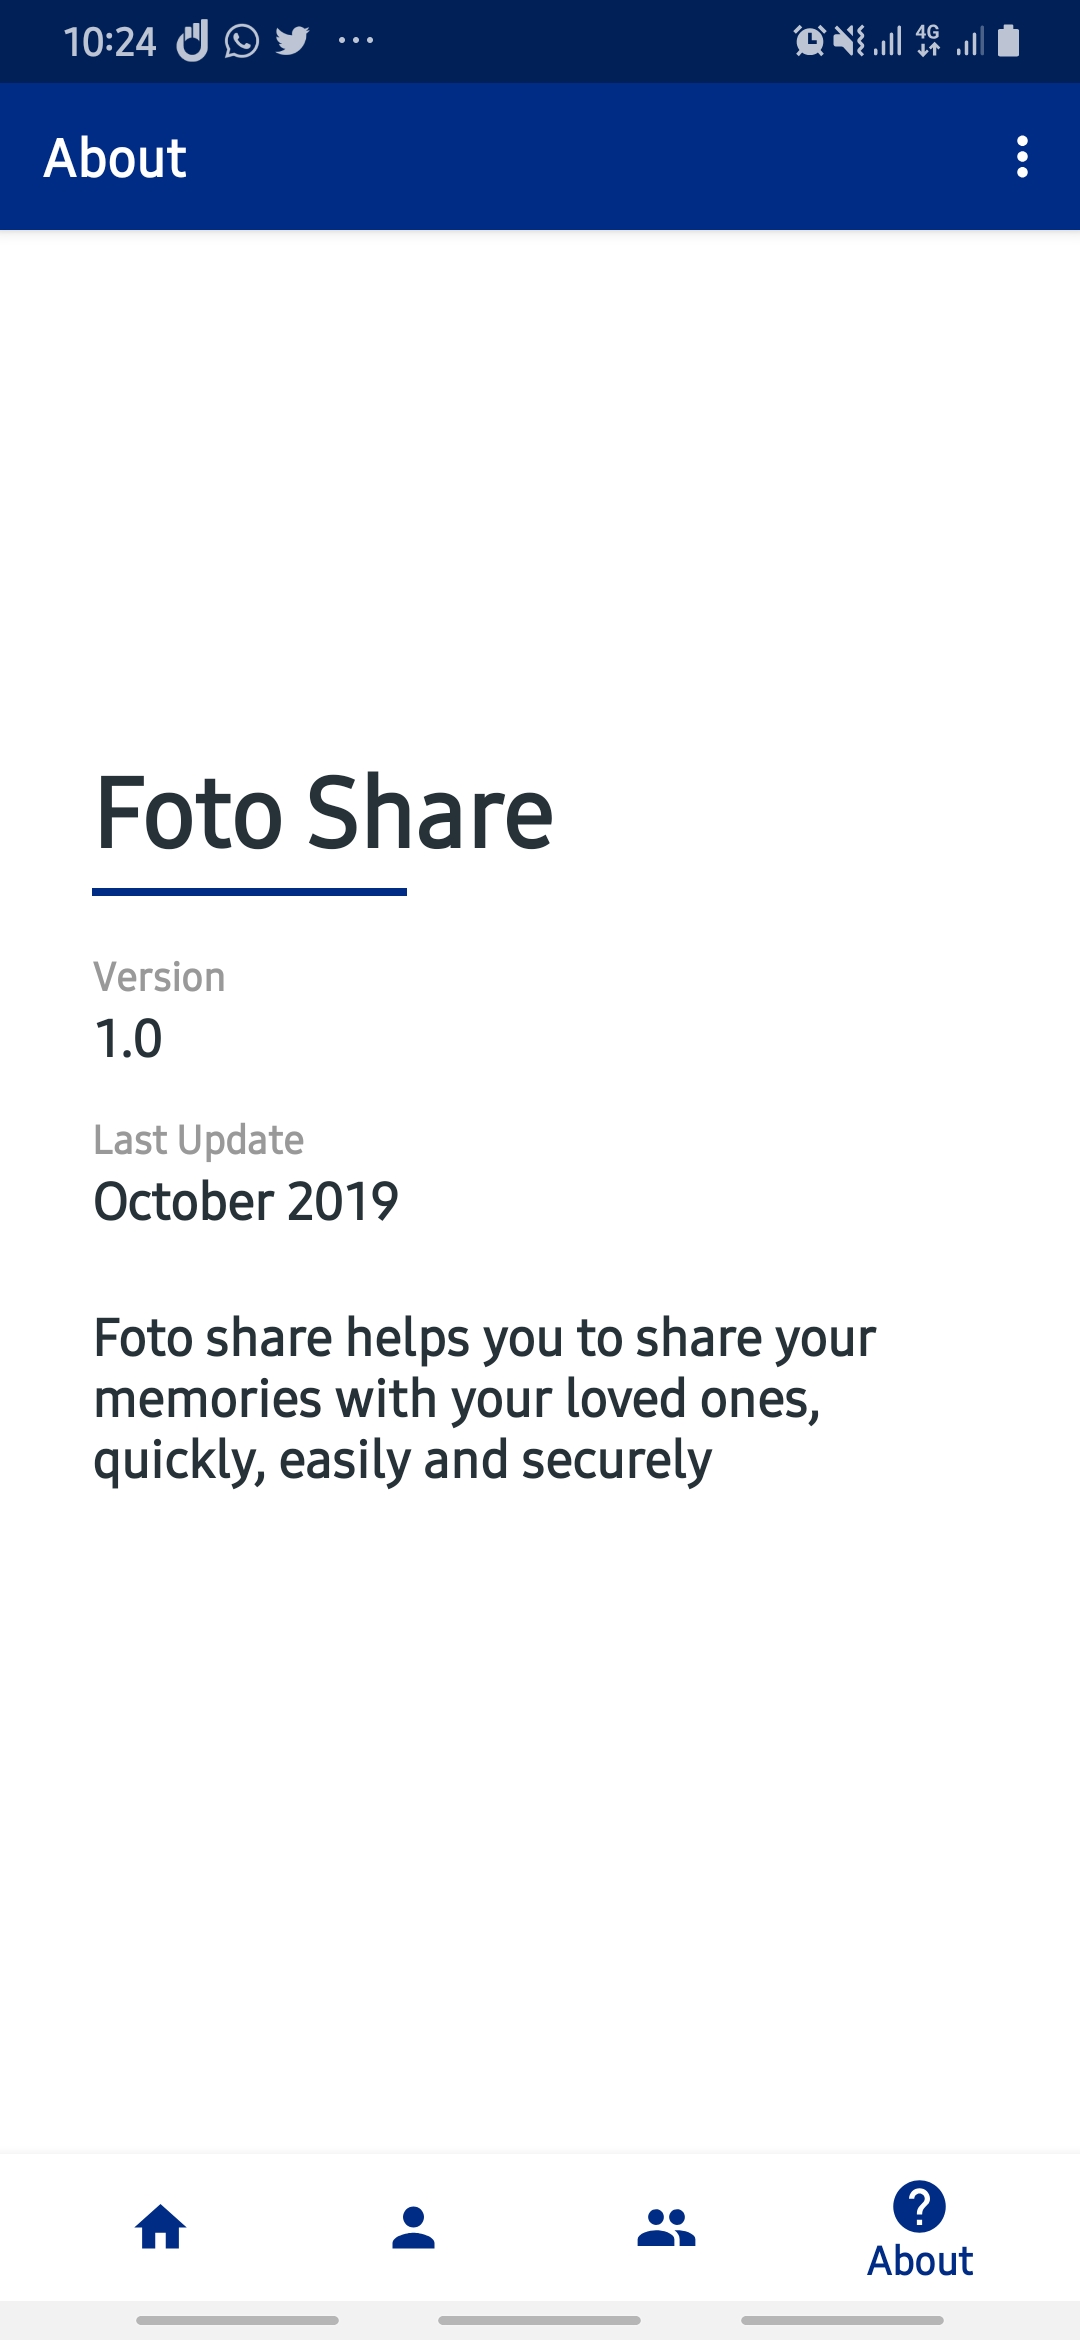 10:24
4G
About
Foto Share
Version
1.0
Last Update
October 2019
Foto share helps you to share your
memories with your loved ones,
quickly, easily and securely
About